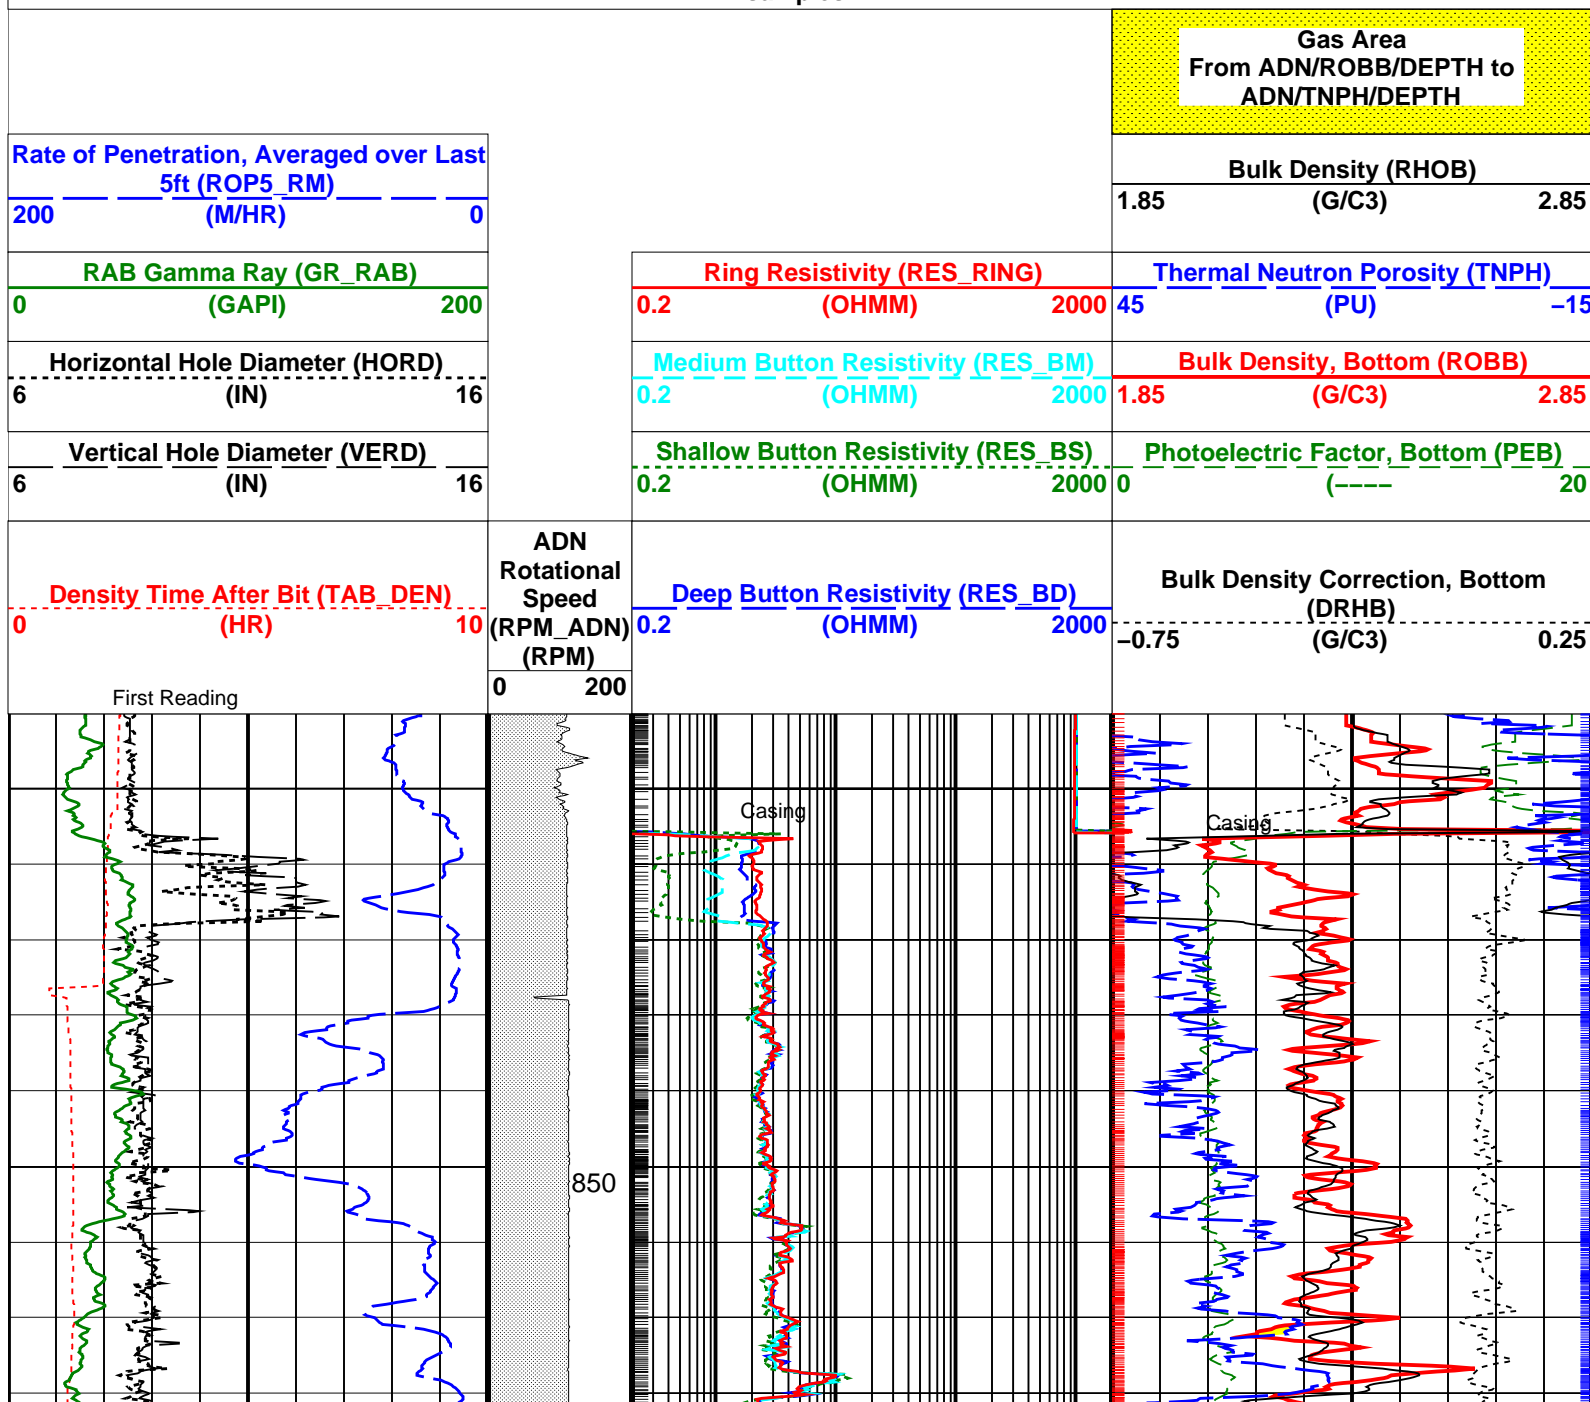 Gas Area
From ADN/ROBB/DEPTH to
ADN/TNPH/DEPTH
Rate of Penetration, Averaged over Last
5ft (ROP5_RM)
200 (M/HR) 0
Bulk Density (RHOB)
1.85 (G/C3) 2.85
RAB Gamma Ray (GR_RAB)
0 (GAPI) 200
Ring Resistivity (RES_RING)
0.2 (OHMM) 2000
Thermal Neutron Porosity (TNPH)
45 (PU) −15
Horizontal Hole Diameter (HORD)
6 (IN) 16
Medium Button Resistivity (RES_BM)
0.2 (OHMM) 2000
Bulk Density, Bottom (ROBB)
1.85 (G/C3) 2.85
Vertical Hole Diameter (VERD)
6 (IN) 16
Shallow Button Resistivity (RES_BS)
0.2 (OHMM) 2000
Photoelectric Factor, Bottom (PEB)
0 (−−−− 20
Density Time After Bit (TAB_DEN)
0 (HR) 10
ADN
Rotational
Speed
(RPM_ADN)
(RPM)
0 200
Deep Button Resistivity (RES_BD)
0.2 (OHMM) 2000
Bulk Density Correction, Bottom
(DRHB)
−0.75 (G/C3) 0.25
First Reading
Casing
Casing
850